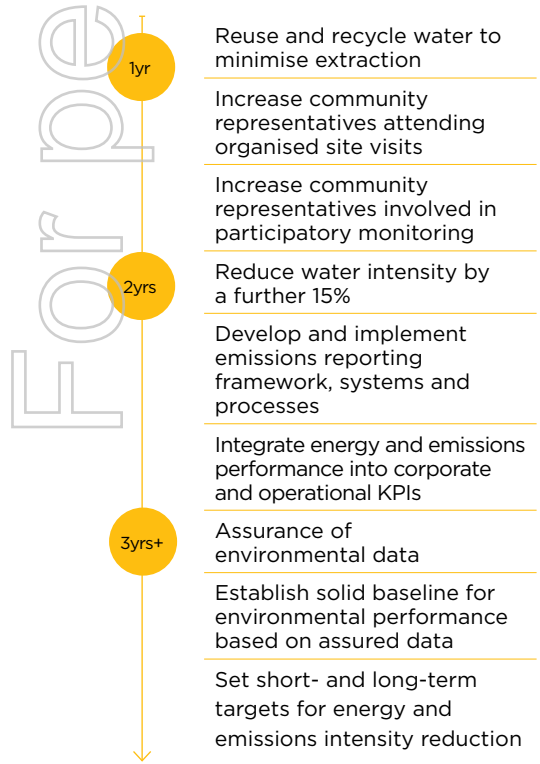 For pe
1yr
Reuse and recycle water to
minimise extraction
Increase community
representatives attending
organised site visits
Increase community
representatives involved in
participatory monitoring
2yrs
Reduce water intensity by
a further 15%
Develop and implement
emissions reporting
framework, systems and
processes
Integrate energy and emissions
performance into corporate
and operational KPIs
3yrs+
Assurance of
environmental data
Establish solid baseline for
environmental performance
based on assured data
Set short- and long-term
targets for energy and
emissions intensity reduction